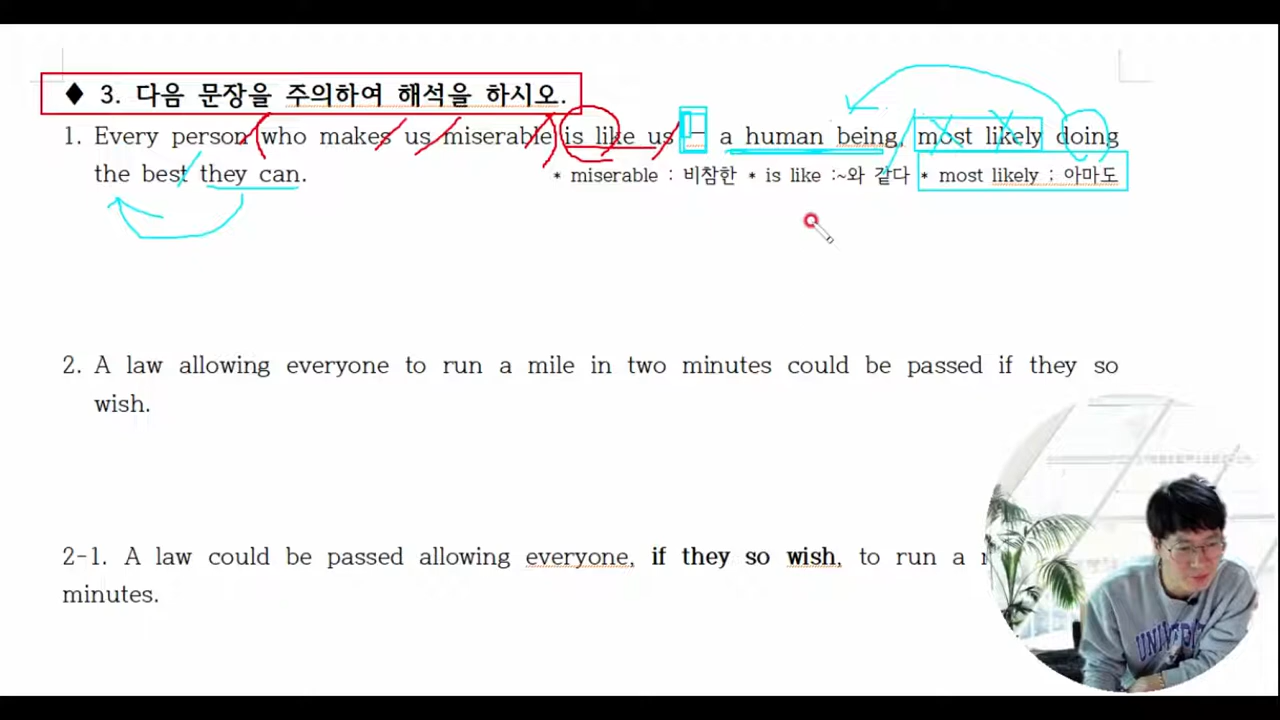 ◆ 3. 다음 문장을 주의하여 해석을 하시오.
1. Every person who makes us miserable is like us - a human being, most likely doing
the best they can.
* miserable : 비참한 * is like :~와 같다 * most likely ; 아마도
2. A law allowing everyone to run a mile in two minutes could be passed if they so
wish.
2-1. A law could be passed allowing everyone, if they so wish, to run a
minutes.